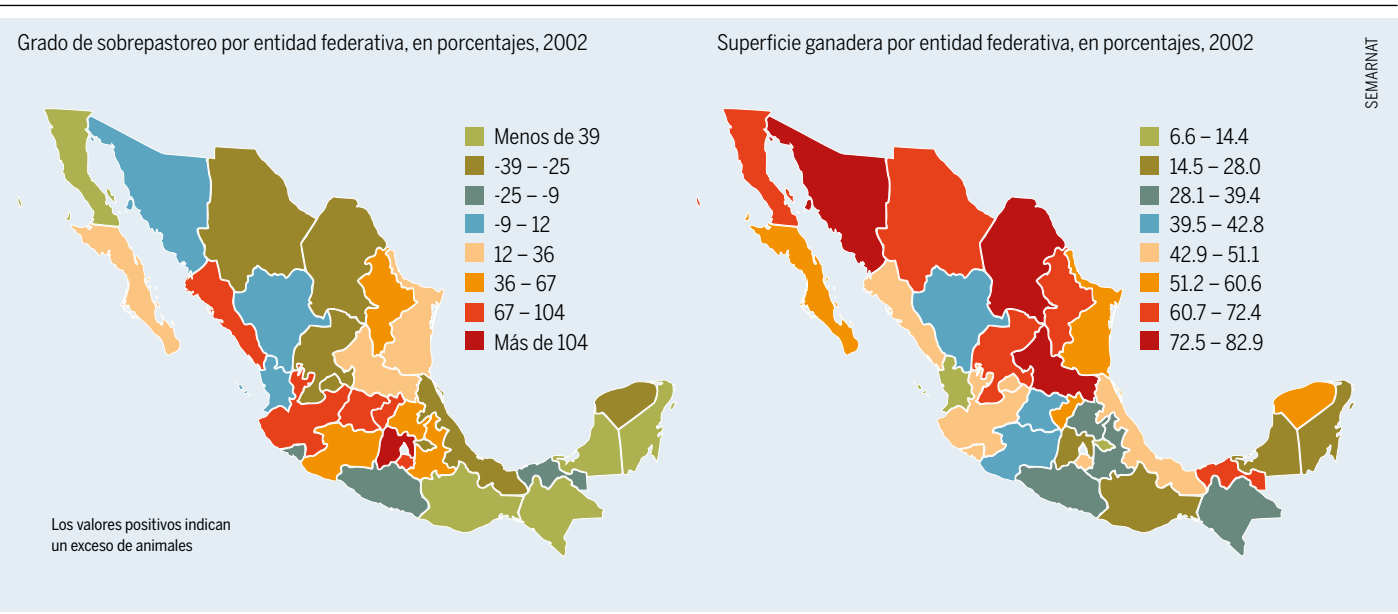 Grado de sobrepastoreo por entidad federativa, en porcentajes, 2002
Menos de 39
-39 – -25
-25 – -9
-9 – 12
12 – 36
36 – 67
67 – 104
Más de 104
Los valores positivos indican
un exceso de animales
Superficie ganadera por entidad federativa, en porcentajes, 2002
6.6 – 14.4
14.5 – 28.0
28.1 – 39.4
39.5 – 42.8
42.9 – 51.1
51.2 – 60.6
60.7 – 72.4
72.5 – 82.9
SEMARNAT